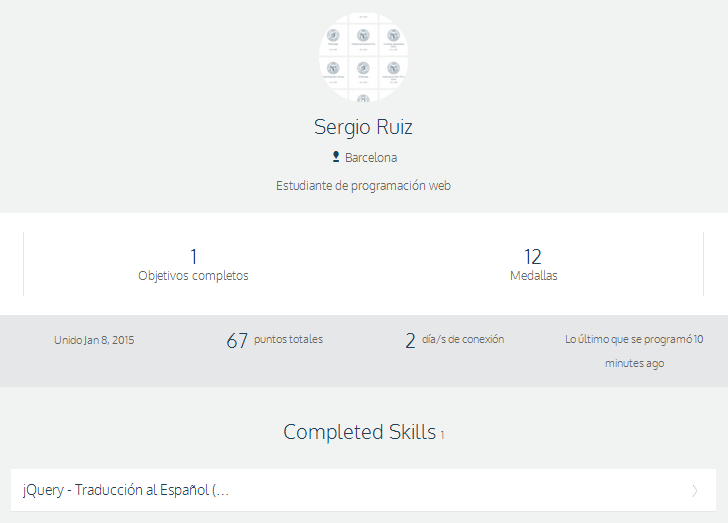 Sergio Ruiz
Barcelona
Estudiante de programación web
1
Objetivos completos
12
Medallas
Unido Jan 8, 2015
67 puntos totales
2 día/s de conexión
Lo último que se programó 10
minutes ago
Completed Skills 1
jQuery - Traducción al Español (...